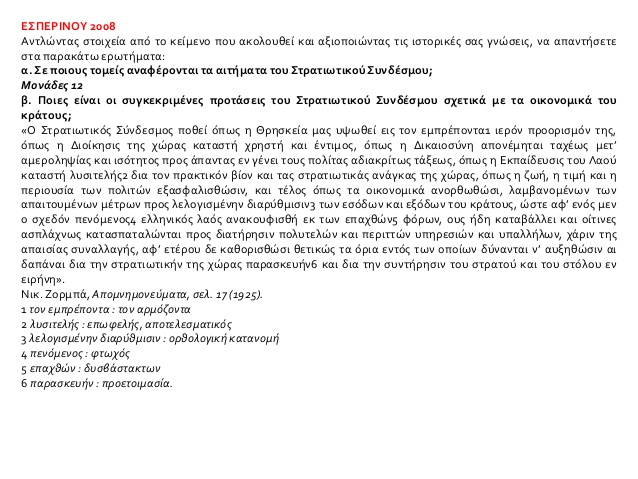 ΕΣΠΕΡΙΝΟΥ 2008
Αντλώντας στοιχεία από το κείμενο που ακολουθεί και αξιοποιώντας τις ιστορικές σας γνώσεις, να απαντήσετε
στα παρακάτω ερωτήματα:
α. Σε ποιους τομείς αναφέρονται τα αιτήματα του Στρατιωτικού Συνδέσμου;
Μονάδες 12
β. Ποιες είναι οι συγκεκριμένες προτάσεις του Στρατιωτικού Συνδέσμου σχετικά με τα οικονομικά του
κράτους;
«Ο Στρατιωτικός Σύνδεσμος ποθεί όπως η Θρησκεία μας υψωθεί εις τον εμπρέποντα1 ιερόν προορισμόν της,
όπως η Διοίκησις της χώρας καταστή χρηστή και έντιμος, όπως η Δικαιοσύνη απονέμηται ταχέως μετ’
αμεροληψίας και ισότητος προς άπαντας εν γένει τους πολίτας αδιακρίτως τάξεως, όπως η Εκπαίδευσις του Λαού
καταστή λυσιτελής2 δια τον πρακτικόν βίον και τας στρατιωτικάς ανάγκας της χώρας, όπως η ζωή, η τιμή και η
περιουσία των πολιτών εξασφαλισθώσιν, και τέλος όπως τα οικονομικά ανορθωθώσι, λαμβανομένων των
απαιτουμένων μέτρων προς λελογισμένην διαρύθμισιν3 των εσόδων και εξόδων του κράτους, ώστε αφ’ ενός μεν
ο σχεδόν πενόμενος4 ελληνικός λαός ανακουφισθή εκ των επαχθών5 φόρων, ους ήδη καταβάλλει και οίτινες
ασπλάχνως κατασπαταλώνται προς διατήρησιν πολυτελών και περιττών υπηρεσιών και υπαλλήλων, χάριν της
απαισίας συναλλαγής, αφ’ ετέρου δε καθορισθώσι θετικώς τα όρια εντός των οποίων δύνανται ν’ αυξηθώσιν αι
δαπάναι δια την στρατιωτικήν της χώρας παρασκευήν6 και δια την συντήρησιν του στρατού και του στόλου εν
ειρήνη».
Νικ. Ζορμπά, Απομνημονεύματα, σελ. 17 (1925).
1 τον εμπρέποντα : τον αρμόζοντα
2 λυσιτελής : επωφελής, αποτελεσματικός
3 λελογισμένην διαρύθμισιν : ορθολογική κατανομή
4 πενόμενος : φτωχός
5 επαχθών : δυσβάστακτων
6 παρασκευήν : προετοιμασία.